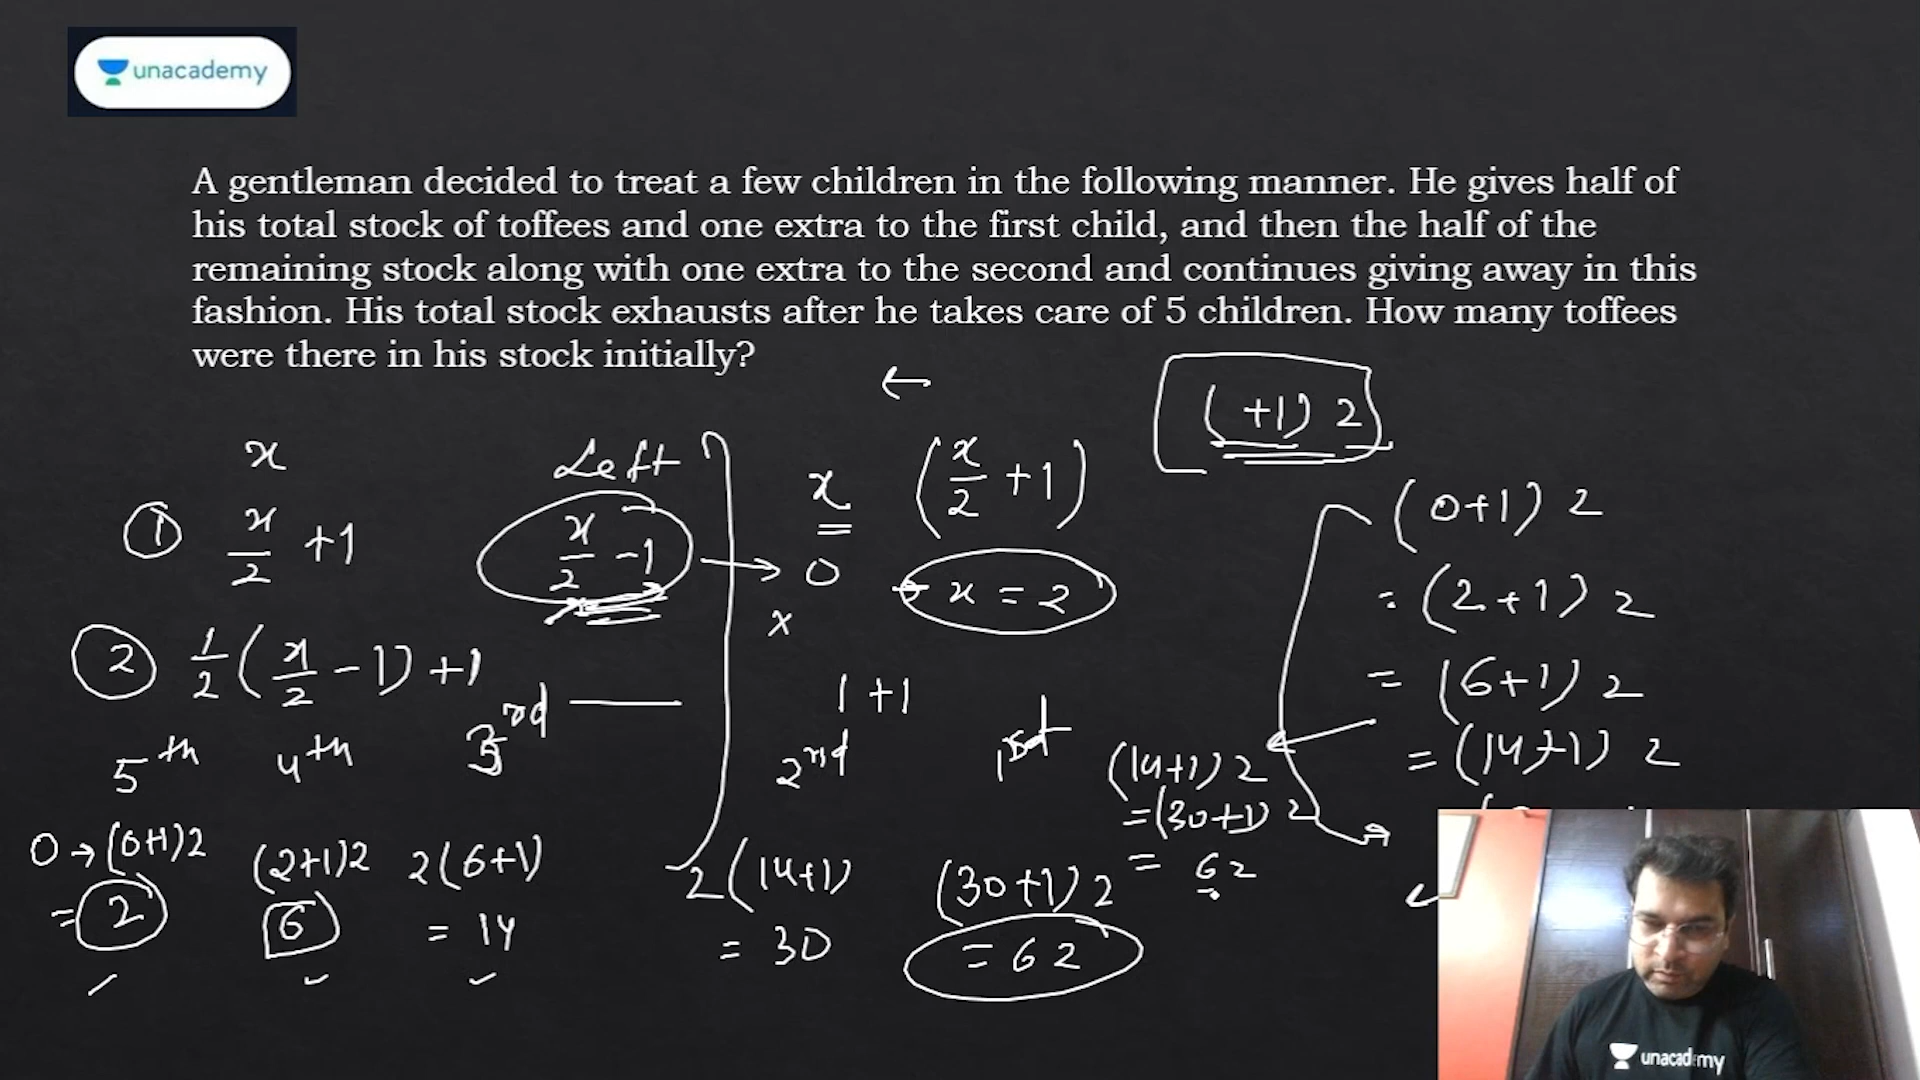 unacademy
A gentleman decided to treat a few children in the following manner. He gives half of
his total stock of toffees and one extra to the first child, and then the half of the
remaining stock along with one extra to the second and continues giving away in this
fashion. His total stock exhausts after he takes care of 5 children. How many toffees
were there in his stock initially?
←
(+1) 2
x
Left
x
(x/2 + 1)
① x/2 + 1
x/2 - 1 → 0 → x = 2
x
② 1/2 (x/2 - 1) + 1
1 + 1
5th 4th 3rd
2nd 1st
0 → (0+1)2
= 2
(2+1)2
6
2(6+1)
= 14
2(14+1)
= 30
(30+1)2
= 62
(14+1)2
= (30+1)2
= 62
(0+1) 2
= (2+1) 2
= (6+1) 2
= (14+1) 2
unacademy